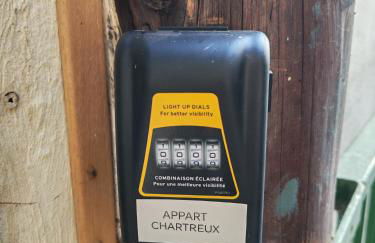 LIGHT UP DIALS
For better visibility
COMBINAISON ÉCLAIRÉE
Pour une meilleure visibilité
APPART
CHARTREUX